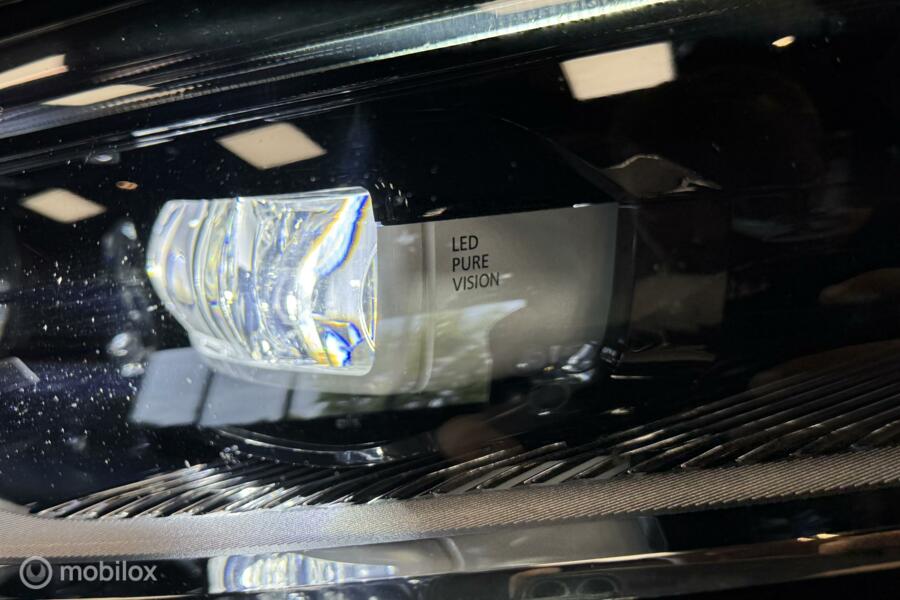 LED
PURE
VISION
mobilox